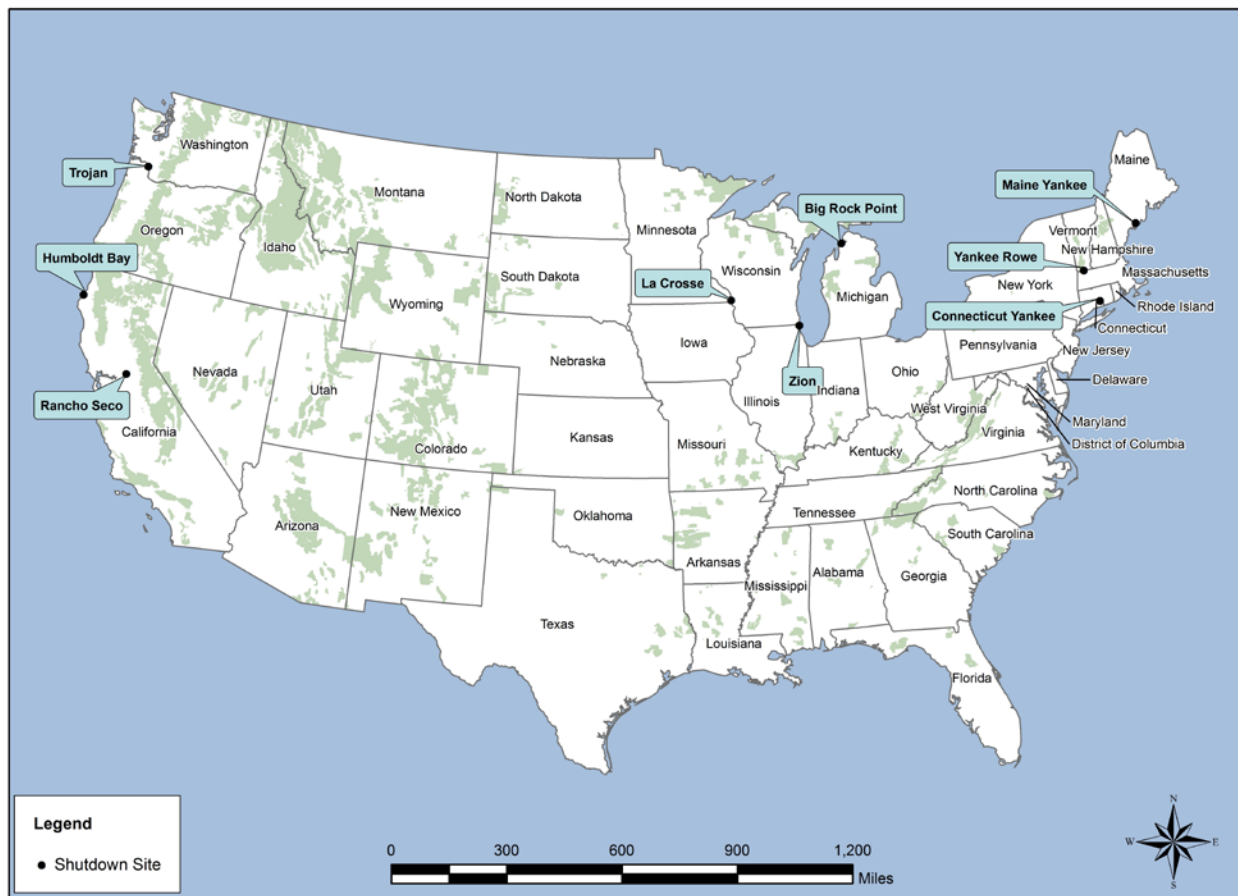 Washington
Trojan
Montana
North Dakota
Minnesota
Maine
Maine Yankee
Oregon
Idaho
Big Rock Point
Vermont
New Hampshire
Humboldt Bay
South Dakota
Wisconsin
Yankee Rowe
Massachusetts
La Crosse
Wyoming
Michigan
New York
Rhode Island
Connecticut Yankee
Connecticut
Iowa
Pennsylvania
New Jersey
Nebraska
Nevada
Utah
Zion
Ohio
Delaware
Rancho Seco
Illinois
Indiana
West Virginia
Maryland
California
Colorado
Kansas
Missouri
Kentucky
Virginia
District of Columbia
Arizona
New Mexico
Oklahoma
Tennessee
North Carolina
South Carolina
Arkansas
Mississippi
Alabama
Georgia
Texas
Louisiana
Florida
Legend
Shutdown Site
0 300 600 900 1,200
Miles
N
W E
S